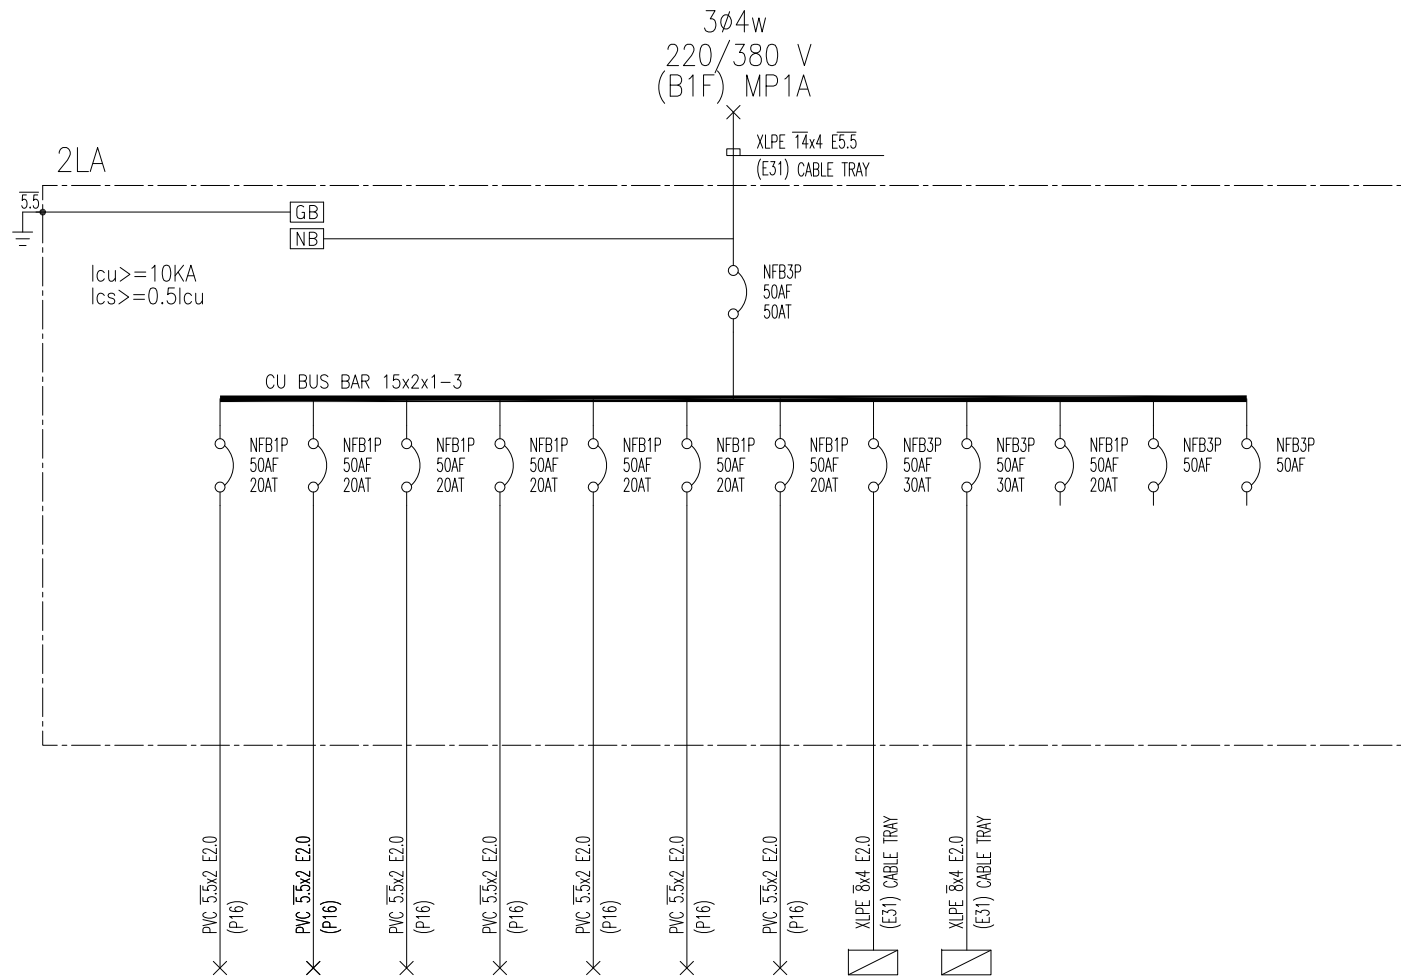 3ø4w
220/380 V
(B1F) MP1A
XLPE 14x4 E5.5
(E31) CABLE TRAY
2LA
5.5
GB
NB
Icu>=10KA
Ics>=0.5Icu
NFB3P
50AF
50AT
CU BUS BAR 15x2x1-3
NFB1P
50AF
20AT
NFB1P
50AF
20AT
NFB1P
50AF
20AT
NFB1P
50AF
20AT
NFB1P
50AF
20AT
NFB1P
50AF
20AT
NFB1P
50AF
20AT
NFB3P
50AF
30AT
NFB3P
50AF
30AT
NFB1P
50AF
20AT
NFB3P
50AF
NFB3P
50AF
PVC 5.5x2 E2.0
(P16)
PVC 5.5x2 E2.0
(P16)
PVC 5.5x2 E2.0
(P16)
PVC 5.5x2 E2.0
(P16)
PVC 5.5x2 E2.0
(P16)
PVC 5.5x2 E2.0
(P16)
PVC 5.5x2 E2.0
(P16)
XLPE 8x4 E2.0
(E31) CABLE TRAY
XLPE 8x4 E2.0
(E31) CABLE TRAY